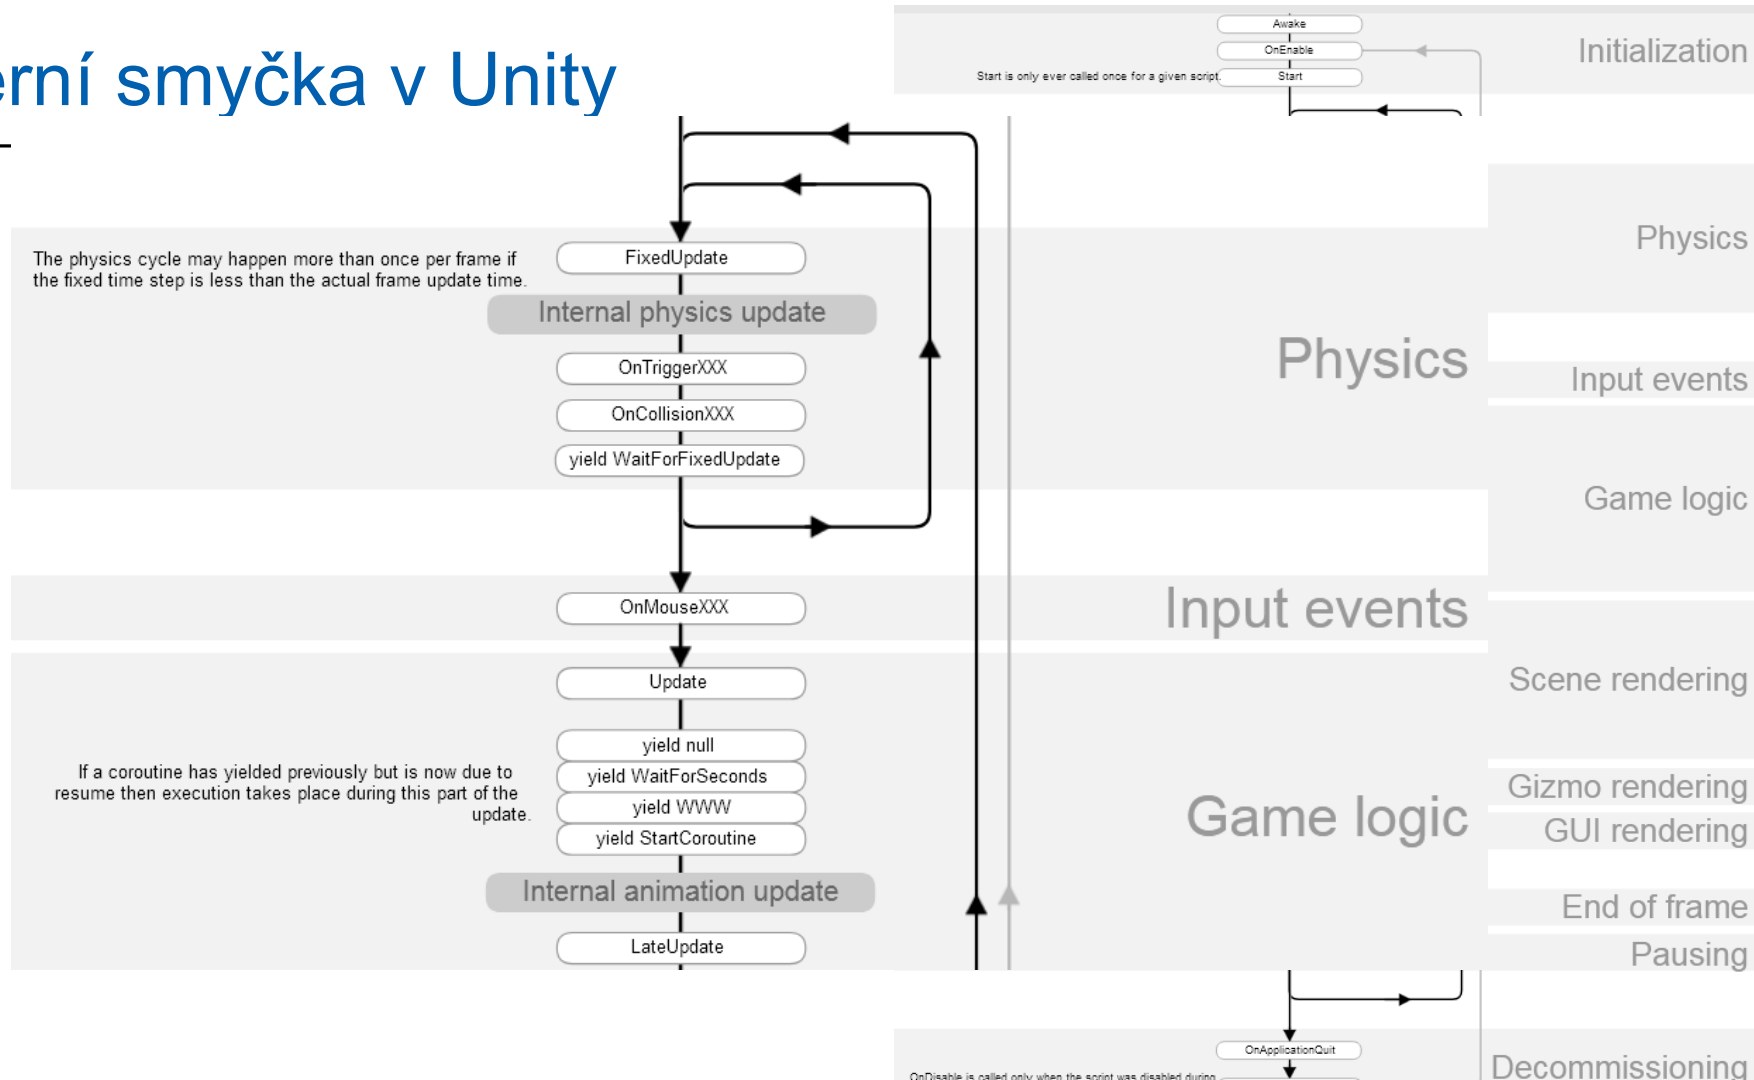 smyčka v Unity
Awake
OnEnable
Start is only ever called once for a given script.
Start
Initialization
The physics cycle may happen more than once per frame if
the fixed time step is less than the actual frame update time.
FixedUpdate
Internal physics update
OnTriggerXXX
OnCollisionXXX
yield WaitForFixedUpdate
Physics
OnMouseXXX
Input events
Update
yield null
If a coroutine has yielded previously but is now due to
resume then execution takes place during this part of the
update.
yield WaitForSeconds
yield WWW
yield StartCoroutine
Internal animation update
LateUpdate
Game logic
Physics
Input events
Game logic
Scene rendering
Gizmo rendering
GUI rendering
End of frame
Pausing
OnApplicationQuit
Decommissioning
OnDisable is called only when the script was disabled during